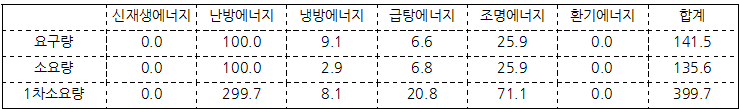 신재생에너지 난방에너지 냉방에너지 급탕에너지 조명에너지 환기에너지 합계
요구량 0.0 100.0 9.1 6.6 25.9 0.0 141.5
소요량 0.0 100.0 2.9 6.8 25.9 0.0 135.6
1차소요량 0.0 299.7 8.1 20.8 71.1 0.0 399.7